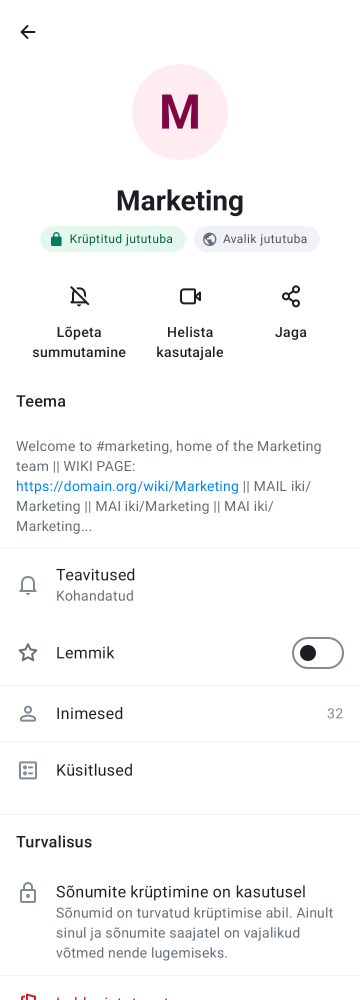 M
Marketing
Krüptitud jututuba
Avalik jututuba
Lõpeta
summutamine
Helista
kasutajale
Jaga
Teema
Welcome to #marketing, home of the Marketing
team || WIKI PAGE:
https://domain.org/wiki/Marketing || MAIL iki/
Marketing || MAI iki/Marketing || MAI iki/
Marketing...
Teavitused
Kohandatud
Lemmik
Inimesed 32
Küsitlused
Turvalisus
Sõnumite krüptimine on kasutusel
Sõnumid on turvatud krüptimise abil. Ainult
sinul ja sõnumite saajatel on vajalikud
võtmed nende lugemiseks.